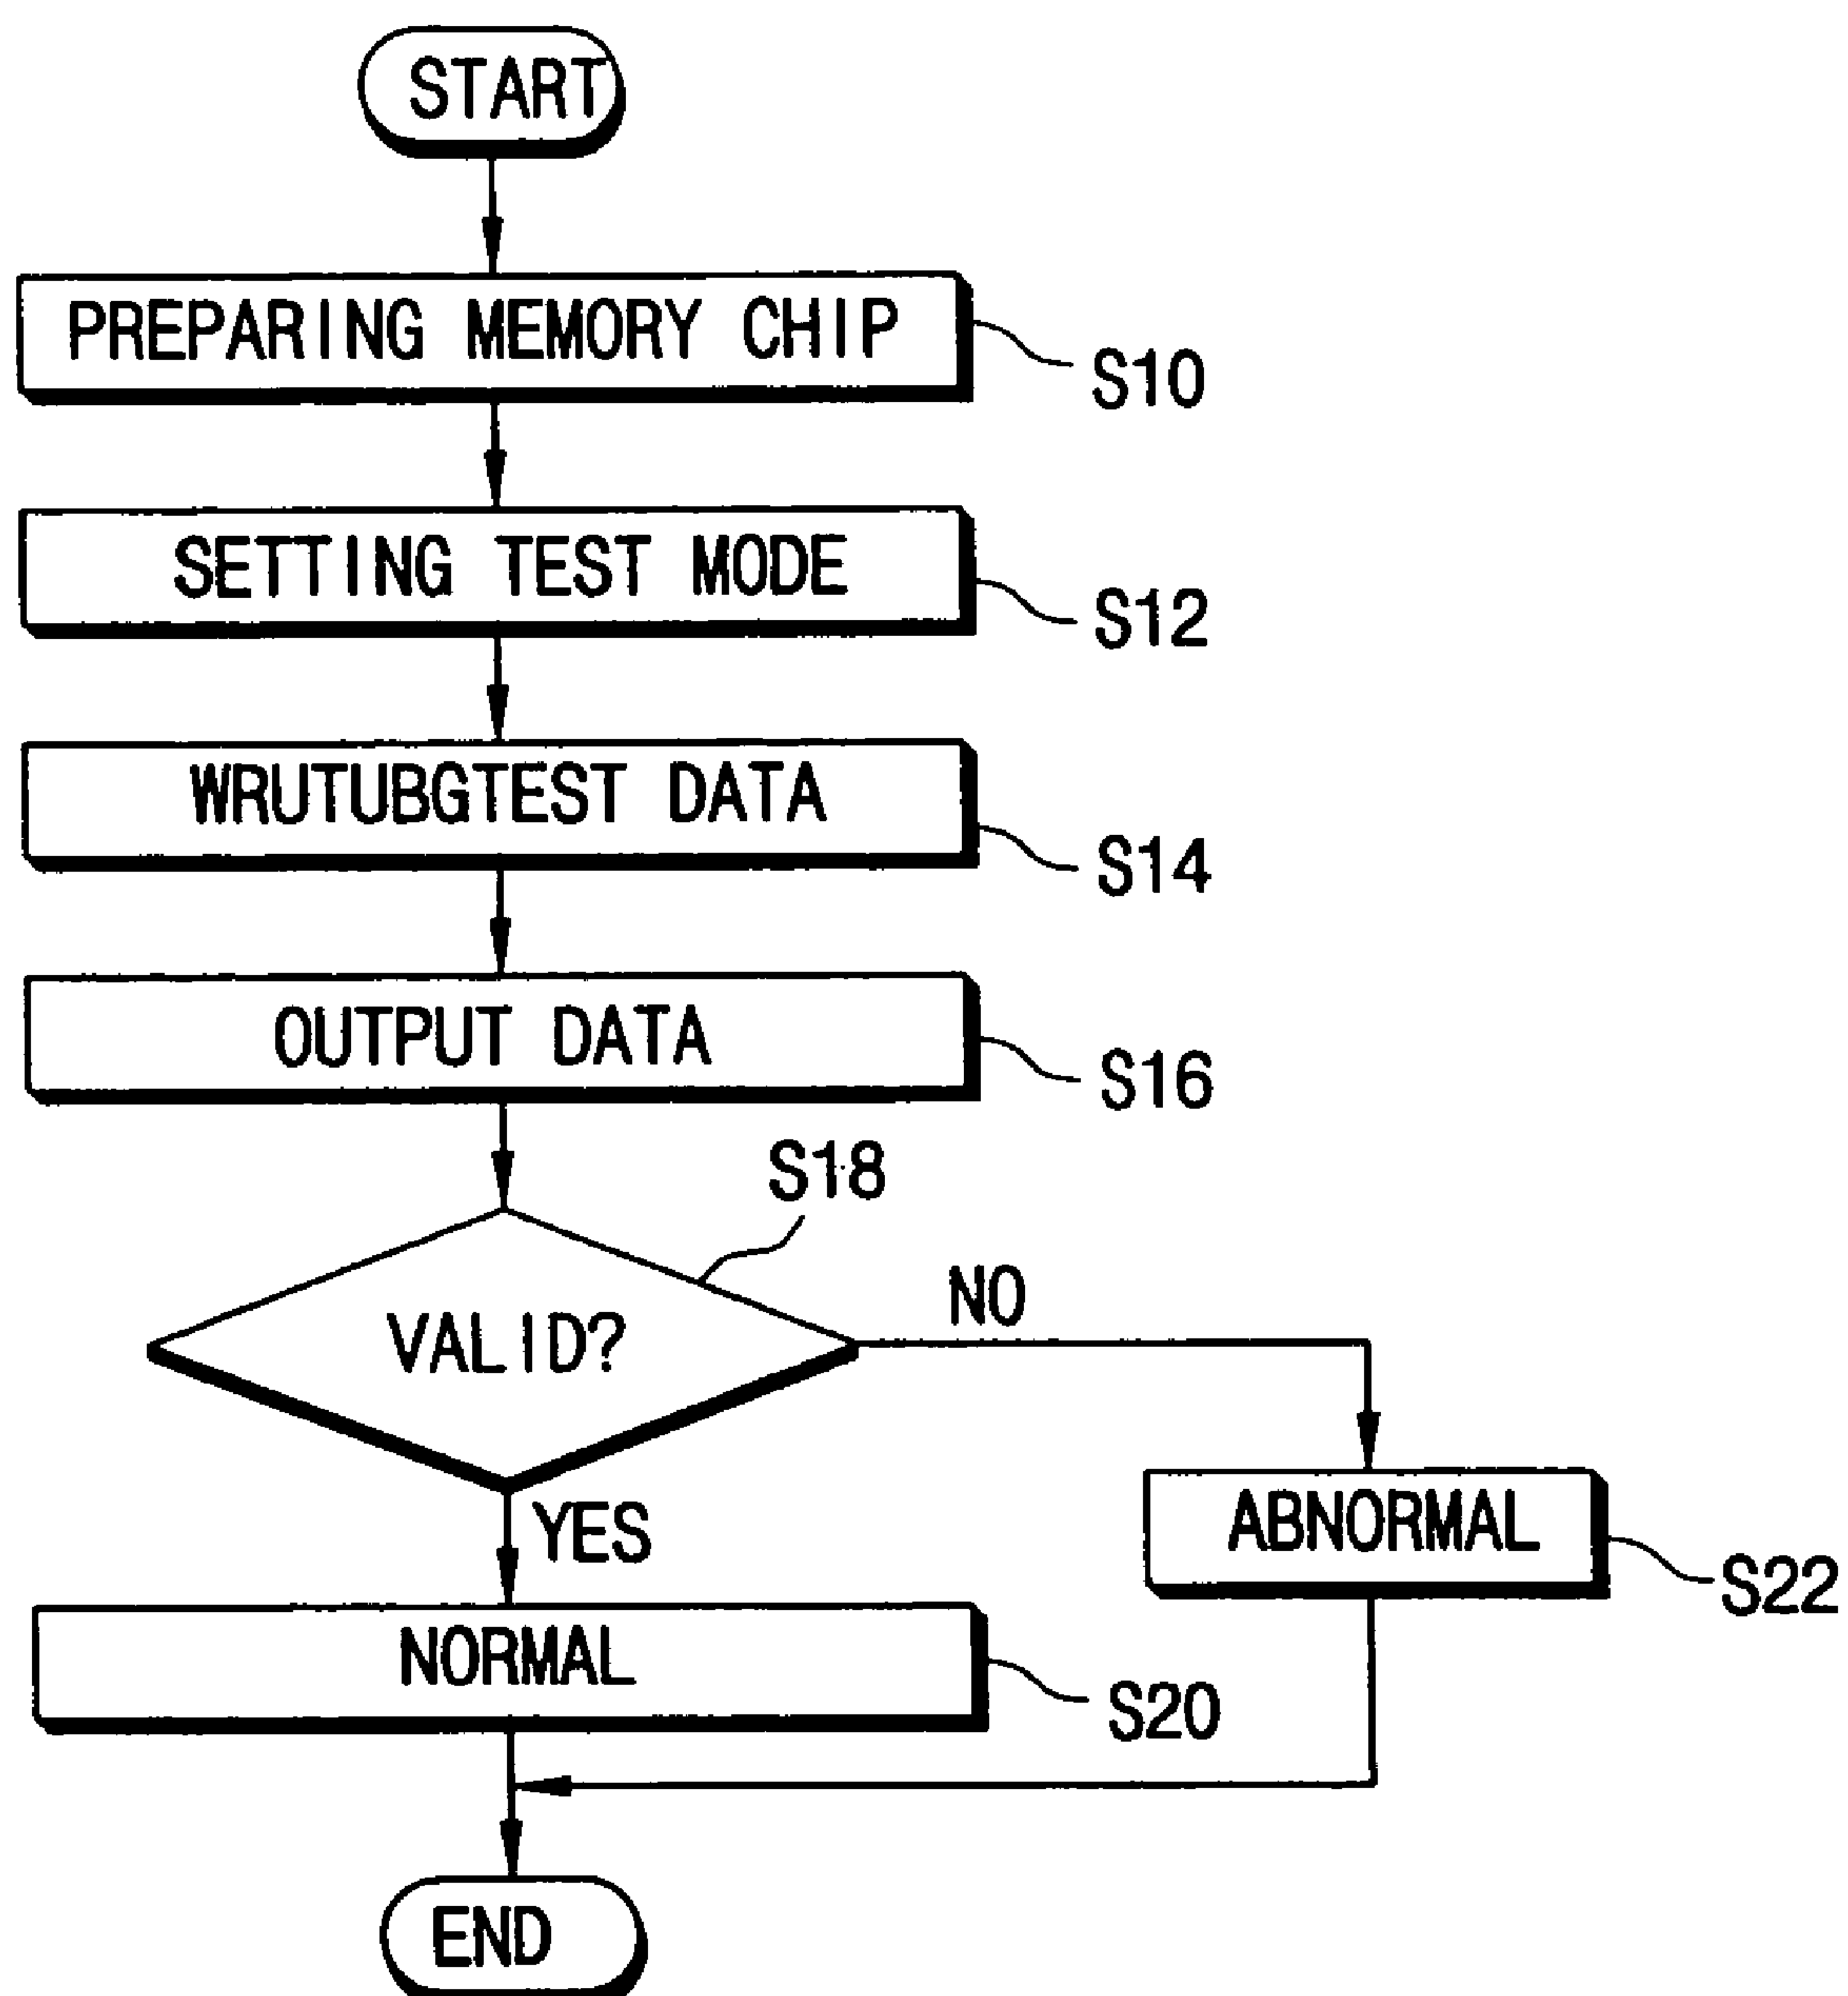 START
PREPARING MEMORY CHIP
S10
SETTING TEST MODE
S12
WRUTUBGTEST DATA
S14
OUTPUT DATA
S16
S18
VALID?
NO
YES
ABNORMAL
S22
NORMAL
S20
END